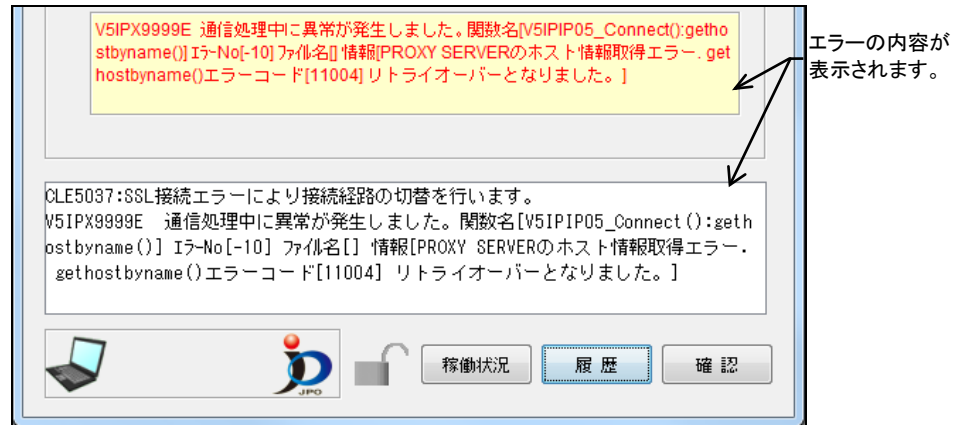 V5IPX9999E 通信処理中に異常が発生しました。関数名[V5IPIP05_Connect():getho
stbyname()] ｴﾗｰNo[-10] ﾌｧｲﾙ名[] 情報[PROXY SERVERのホスト情報取得エラー. get
hostbyname()エラーコード[11004] リトライオーバーとなりました。]
エラーの内容が
表示されます。
CLE5037:SSL接続エラーにより接続経路の切替を行います。
V5IPX9999E　通信処理中に異常が発生しました。関数名[V5IPIP05_Connect():geth
ostbyname()] ｴﾗｰNo[-10] ﾌｧｲﾙ名[] 情報[PROXY SERVERのホスト情報取得エラー.
gethostbyname()エラーコード[11004] リトライオーバーとなりました。]
JPO
稼働状況
履 歴
確 認